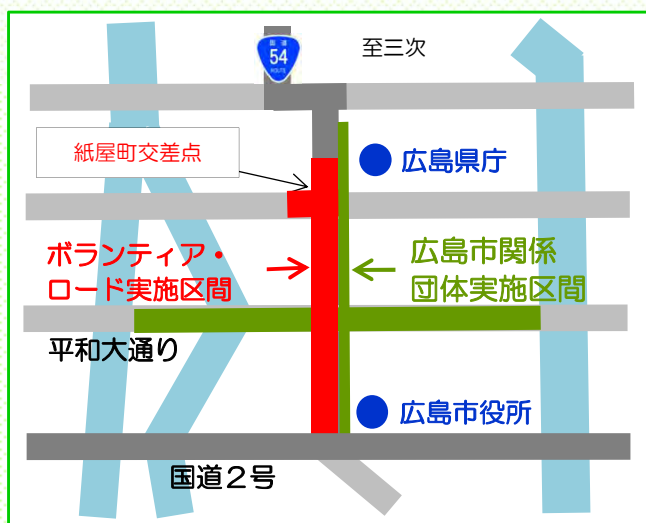 国道
54
ROUTE
至三次
紙屋町交差点
広島県庁
ボランティア・
ロード実施区間
広島市関係
団体実施区間
平和大通り
広島市役所
国道２号